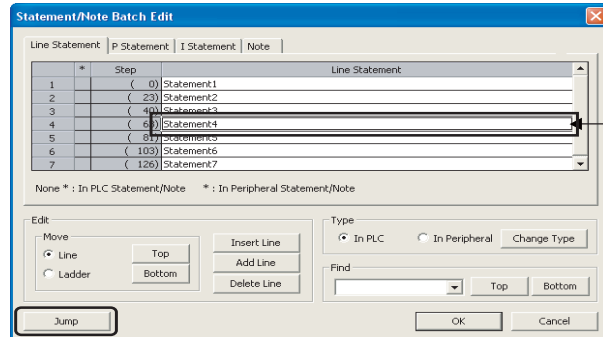 Statement/Note Batch Edit
Line Statement P Statement I Statement Note
* Step Line Statement
1 ( 0) Statement1
2 ( 23) Statement2
3 ( 40) Statement3
4 Statement4
5 ( 81) Statement5
6 ( 103) Statement6
7 ( 126) Statement7
None * : In PLC Statement/Note * : In Peripheral Statement/Note
Edit
Move
Line
Ladder
Top
Bottom
Insert Line
Add Line
Delete Line
Type
In PLC In Peripheral Change Type
Find
Top Bottom
Jump OK Cancel